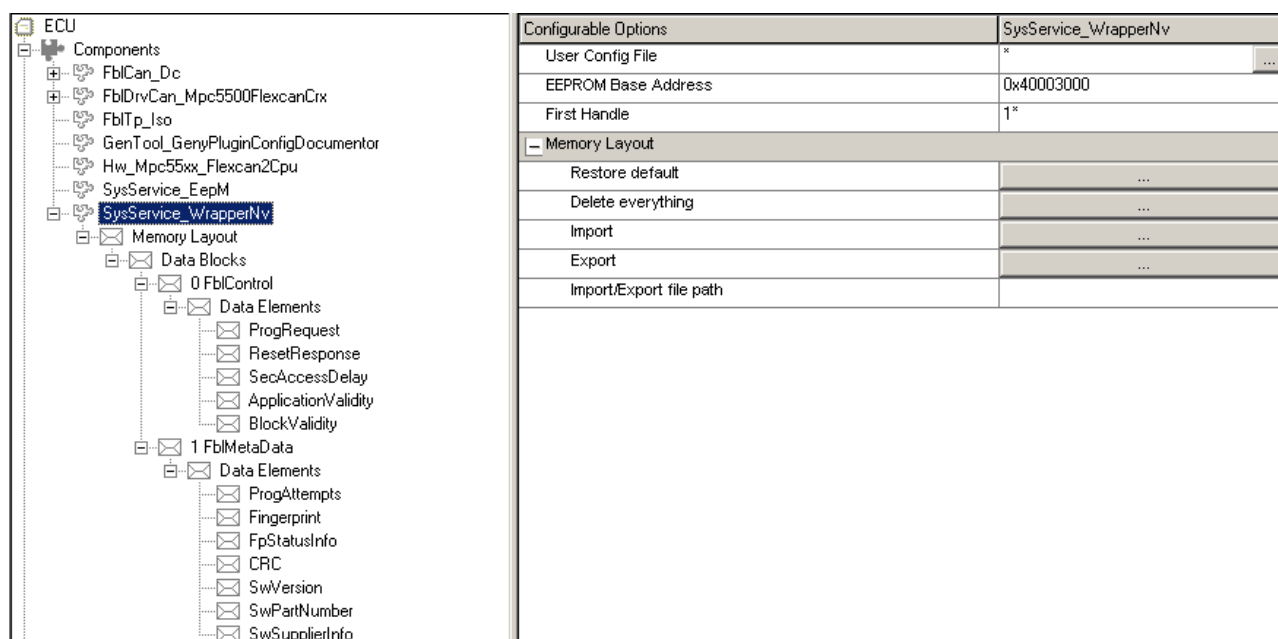 ECU
Components
FblCan_Dc
FblDrvCan_Mpc5500FlexcanCrx
FblTp_Iso
GenTool_GenyPluginConfigDocumentor
Hw_Mpc55xx_Flexcan2Cpu
SysService_EepM
SysService_WrapperNv
Memory Layout
Data Blocks
0 FblControl
Data Elements
ProgRequest
ResetResponse
SecAccessDelay
ApplicationValidity
BlockValidity
1 FblMetaData
Data Elements
ProgAttempts
Fingerprint
FpStatusInfo
CRC
SwVersion
SwPartNumber
SwSupplierInfo
Configurable Options SysService_WrapperNv
User Config File * ...
EEPROM Base Address 0x40003000
First Handle 1*
Memory Layout
Restore default ...
Delete everything ...
Import ...
Export ...
Import/Export file path